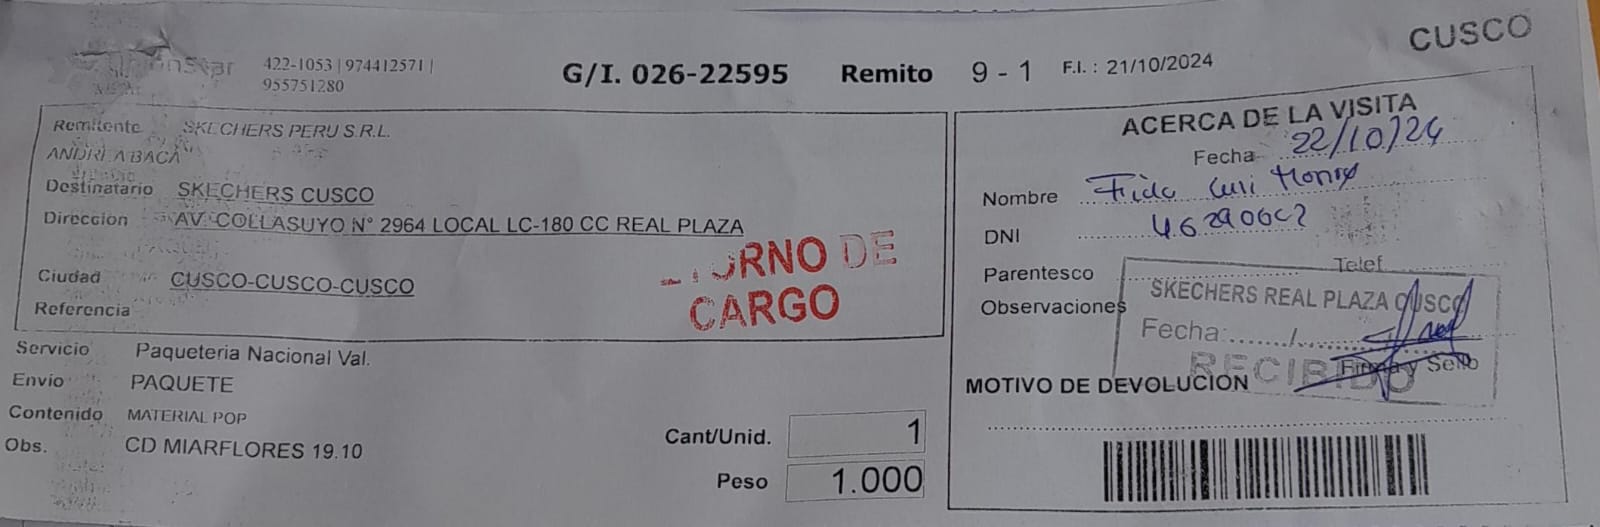 422-1053 | 974412571 |
955751280
G/I. 026-22595 Remito 9 - 1 F.I. : 21/10/2024
CUSCO
Remitente SKECHERS PERU S.R.L.
ANDREA BACA
Destinatario SKECHERS CUSCO
Direccion AV. COLLASUYO N° 2964 LOCAL LC-180 CC REAL PLAZA
Ciudad CUSCO-CUSCO-CUSCO
Referencia
DE
CARGO
Servicio Paqueteria Nacional Val.
Envio PAQUETE
Contenido MATERIAL POP
Obs. CD MIARFLORES 19.10
Cant/Unid. 1
Peso 1.000
ACERCA DE LA VISITA
Fecha 22/10/24
Nombre
DNI
Parentesco Telef
Observaciones
SKECHERS REAL PLAZA CUSCO
Fecha: / /
RECIBIDO
Firma y Sello
MOTIVO DE DEVOLUCION